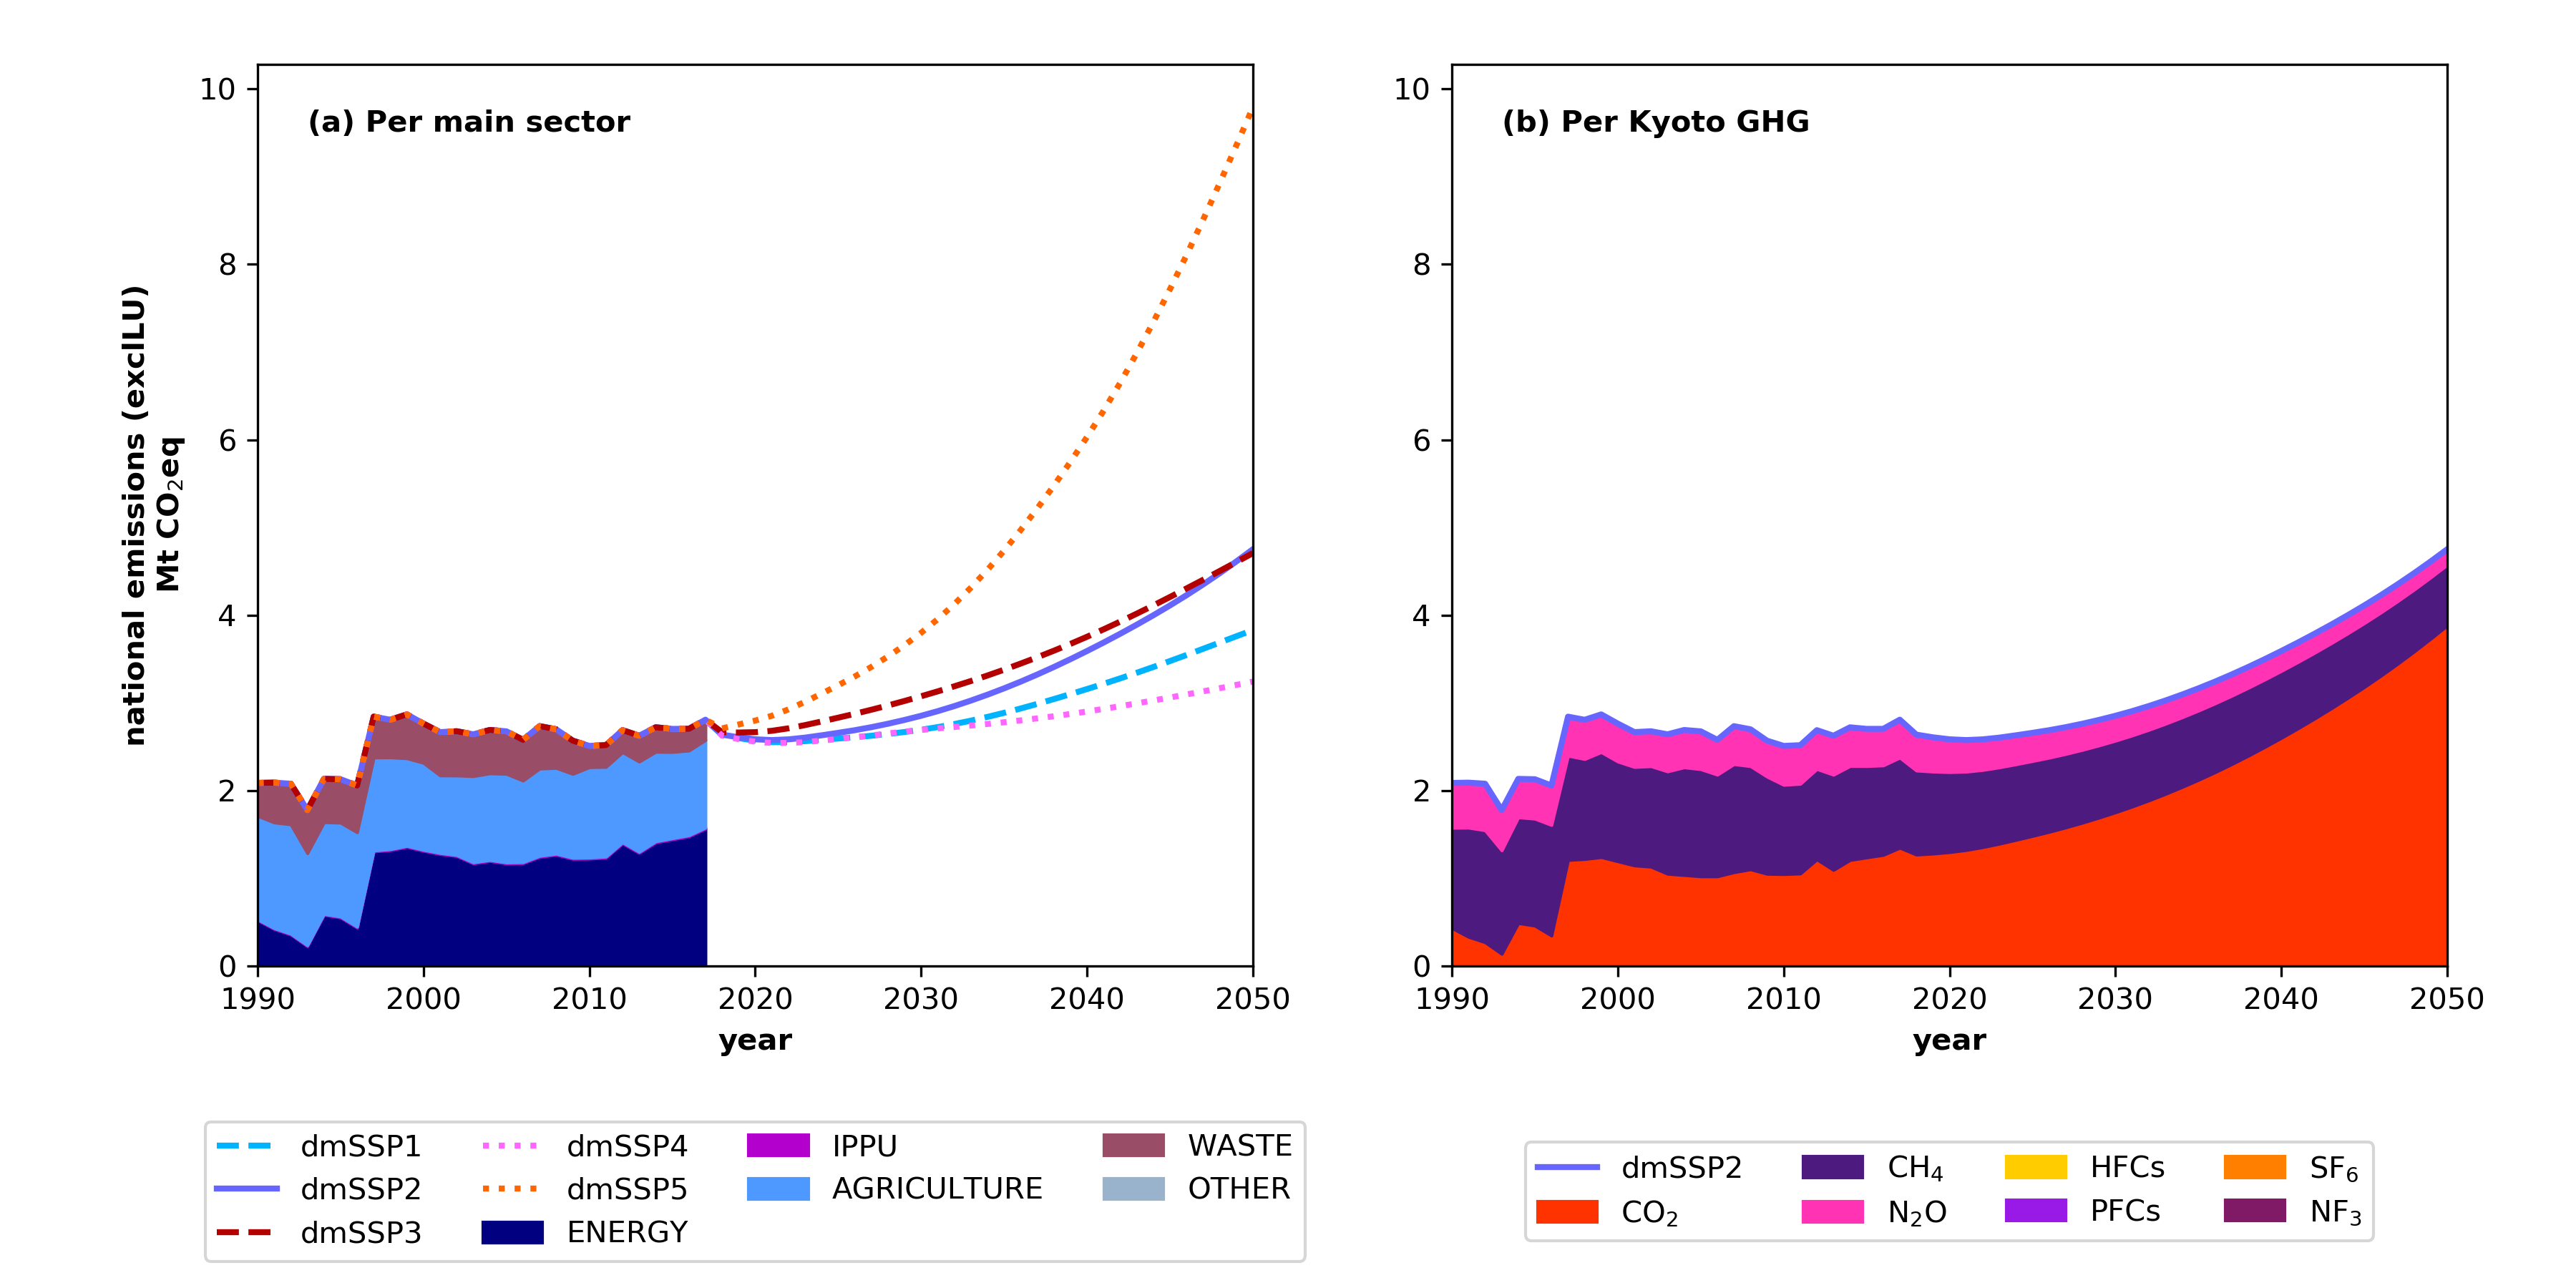 (a) Per main sector
national emissions (exclLU)
Mt CO₂eq
10
8
6
4
2
0
1990 2000 2010 2020 2030 2040 2050
year
dmSSP1 dmSSP4 IPPU WASTE
dmSSP2 dmSSP5 AGRICULTURE OTHER
dmSSP3 ENERGY
(b) Per Kyoto GHG
10
8
6
4
2
0
1990 2000 2010 2020 2030 2040 2050
year
dmSSP2 CH₄ HFCs SF₆
CO₂ N₂O PFCs NF₃